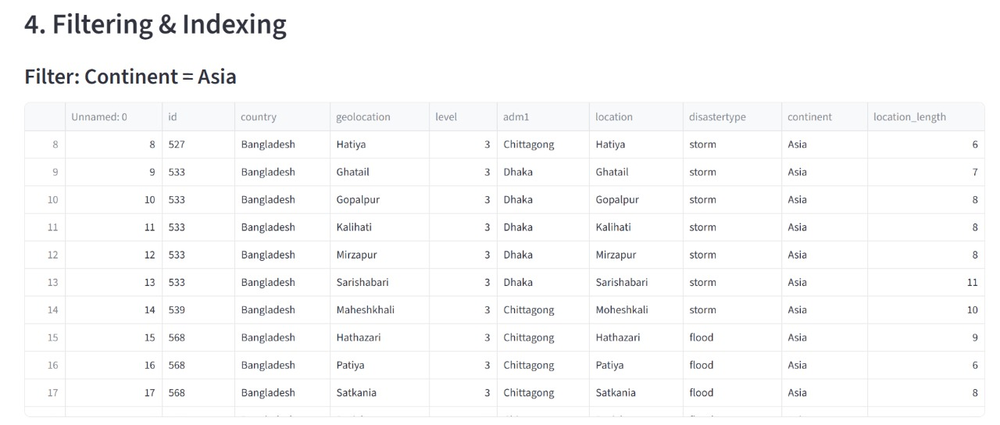 4. Filtering & Indexing
Filter: Continent = Asia
Unnamed: 0 id country geolocation level adm1 location disastertype continent location_length
8 8 527 Bangladesh Hatiya 3 Chittagong Hatiya storm Asia 6
9 9 533 Bangladesh Ghatail 3 Dhaka Ghatail storm Asia 7
10 10 533 Bangladesh Gopalpur 3 Dhaka Gopalpur storm Asia 8
11 11 533 Bangladesh Kalihati 3 Dhaka Kalihati storm Asia 8
12 12 533 Bangladesh Mirzapur 3 Dhaka Mirzapur storm Asia 8
13 13 533 Bangladesh Sarishabari 3 Dhaka Sarishabari storm Asia 11
14 14 539 Bangladesh Maheshkhali 3 Chittagong Moheshkali storm Asia 10
15 15 568 Bangladesh Hathazari 3 Chittagong Hathazari flood Asia 9
16 16 568 Bangladesh Patiya 3 Chittagong Patiya flood Asia 6
17 17 568 Bangladesh Satkania 3 Chittagong Satkania flood Asia 8